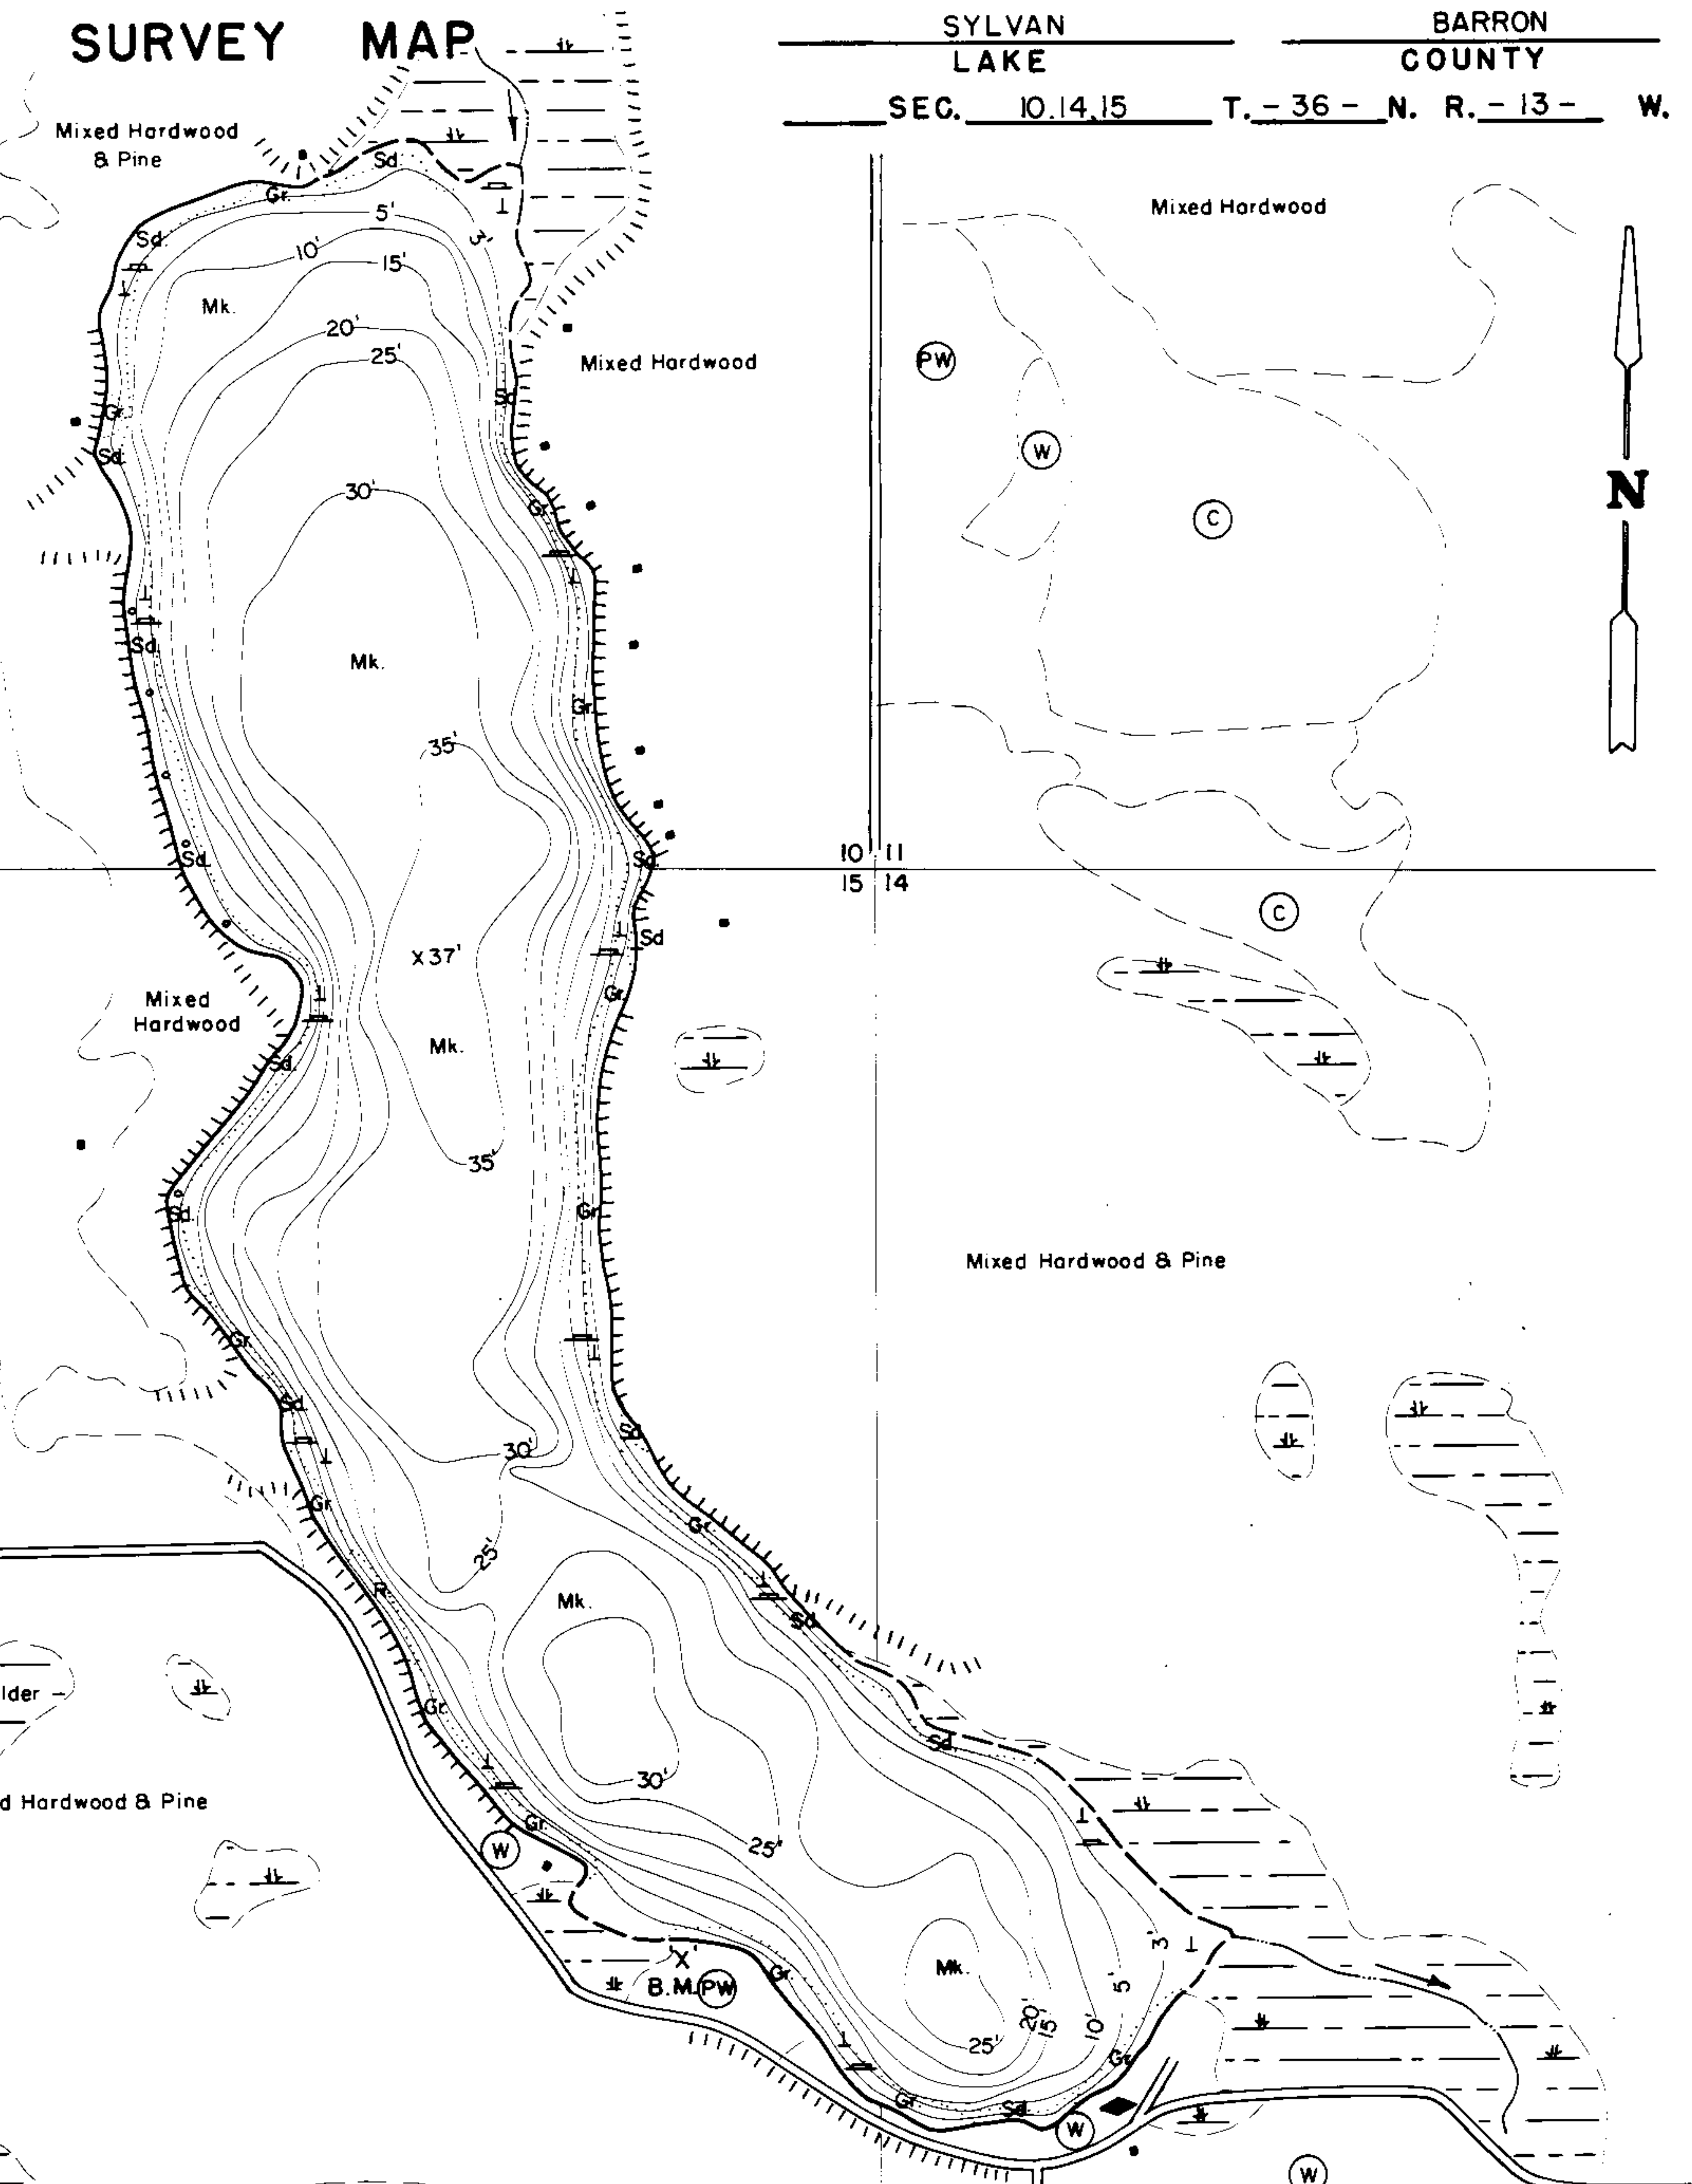 SURVEY MAP
SYLVAN
LAKE
BARRON
COUNTY
SEC. 10.14.15 T. - 36 - N. R. - 13 - W.
Mixed Hardwood
& Pine
Sd.
Gr.
Mixed Hardwood
5'
Sd.
3'
10'
15'
Mk.
20'
25'
Mixed Hardwood
PW
Sd.
Gr.
W
Sd.
N
30'
Gr.
C
Sd.
Mk.
Gr.
35'
Sd.
Sd.
10 11
15 14
C
Sd
X 37'
Gr.
Mixed
Hardwood
Mk.
Sd.
35'
Sd.
Gr.
Mixed Hardwood & Pine
Gr.
Sd.
Sd.
30'
Gr.
Gr.
25'
R.
Mk.
Sd.
lder
Gr.
Sd.
30'
d Hardwood & Pine
Gr.
W
25'
3'
'X'
B.M. PW
Gr.
Mk.
5'
20'
15'
10'
25'
Gr.
Gr.
Sd.
W
W